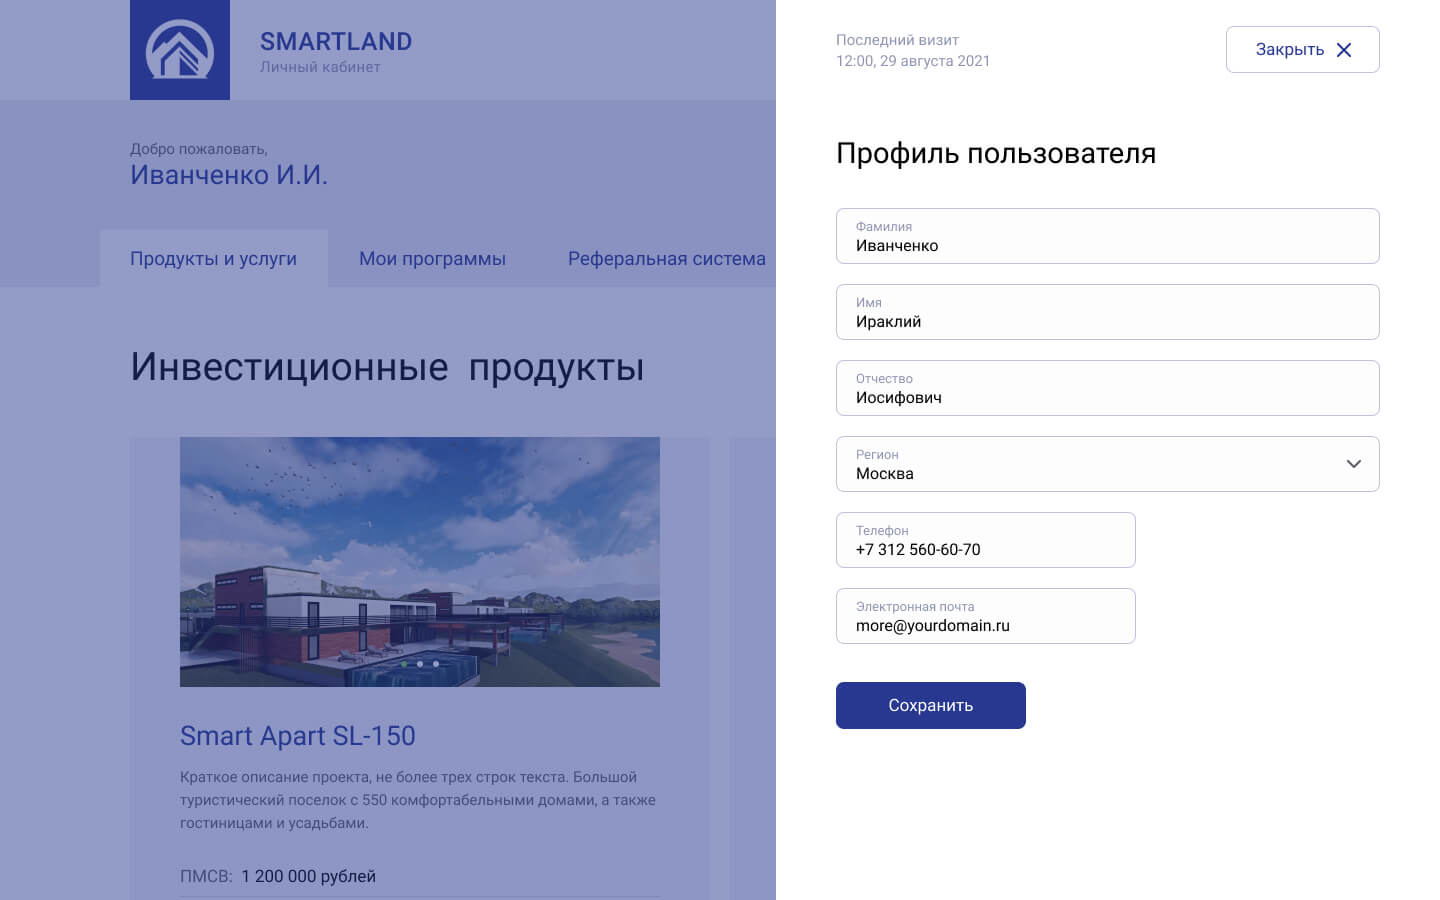 SMARTLAND
Личный кабинет
Добро пожаловать,
Иванченко И.И.
Продукты и услуги
Мои программы
Реферальная система
Инвестиционные продукты
Smart Apart SL-150
Краткое описание проекта, не более трех строк текста. Большой
туристический поселок с 550 комфортабельными домами, а также
гостиницами и усадьбами.
ПМСВ: 1 200 000 рублей
Последний визит
12:00, 29 августа 2021
Закрыть
Профиль пользователя
Фамилия
Иванченко
Имя
Ираклий
Отчество
Иосифович
Регион
Москва
Телефон
+7 312 560-60-70
Электронная почта
more@yourdomain.ru
Сохранить